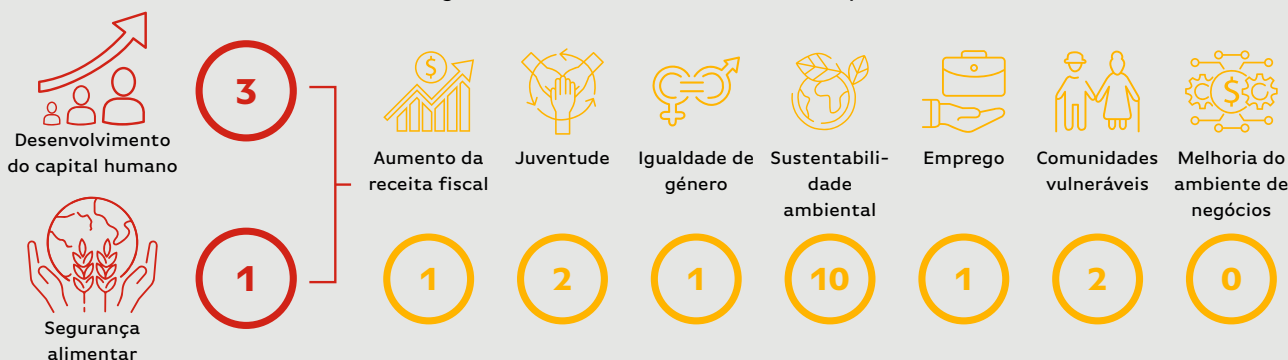 3
Desenvolvimento
do capital humano
1
Segurança
alimentar
$
Aumento da
receita fiscal
1
Juventude
2
Igualdade de
género
1
Sustentabili-
dade
ambiental
10
Emprego
1
Comunidades
vulneráveis
2
$
Melhoria do
ambiente de
negócios
0